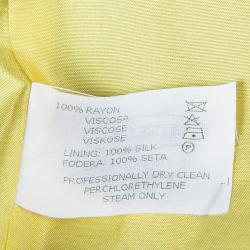 100% RAYON
VISCOSA
VISCOSE
VISKOSE
LINING: 100% SILK
FODERA: 100% SETA
P
PROFESSIONALLY DRY CLEAN
PERCHLORETHYLENE
STEAM ONLY